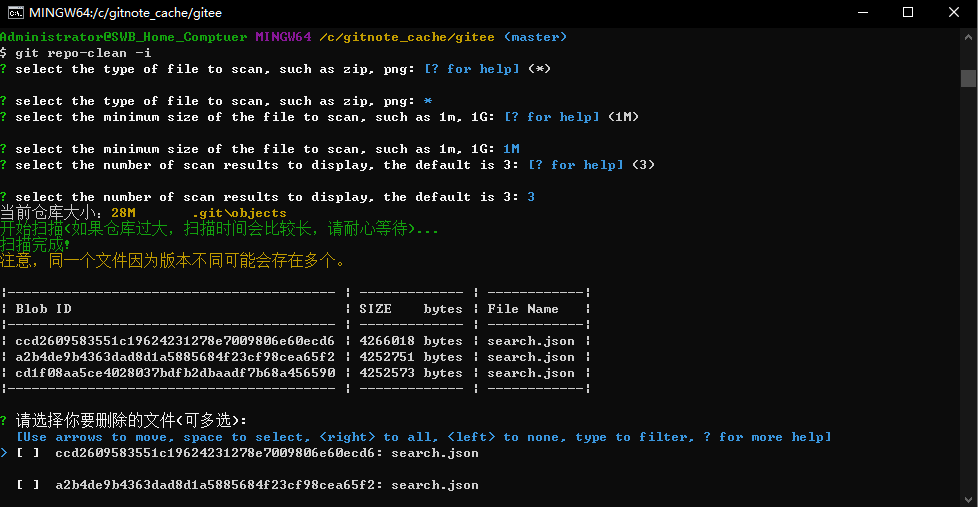 MINGW64:/c/gitnote_cache/gitee
Administrator@SWB_Home_Comptuer MINGW64 /c/gitnote_cache/gitee (master)
$ git repo-clean -i
? select the type of file to scan, such as zip, png: [? for help] (*)
? select the type of file to scan, such as zip, png: *
? select the minimum size of the file to scan, such as 1m, 1G: [? for help] (1M)
? select the minimum size of the file to scan, such as 1m, 1G: 1M
? select the number of scan results to display, the default is 3: [? for help] (3)
? select the number of scan results to display, the default is 3: 3
当前仓库大小：28M .git\objects
开始扫描(如果仓库过大，扫描时间会比较长，请耐心等待)...
扫描完成!
注意，同一个文件因为版本不同可能会存在多个。
|----------------------------------------- | ------------- | ------------|
| Blob ID | SIZE bytes | File Name |
|----------------------------------------- | ------------- | ------------|
| ccd2609583551c19624231278e7009806e60ecd6 | 4266018 bytes | search.json |
| a2b4de9b4363dad8d1a5885684f23cf98cea65f2 | 4252751 bytes | search.json |
| cd1f08aa5ce4028037bdfb2dbaadf7b68a456590 | 4252573 bytes | search.json |
|----------------------------------------- | ------------- | ------------|
? 请选择你要删除的文件(可多选):
[Use arrows to move, space to select, <right> to all, <left> to none, type to filter, ? for more help]
> [ ] ccd2609583551c19624231278e7009806e60ecd6: search.json
[ ] a2b4de9b4363dad8d1a5885684f23cf98cea65f2: search.json